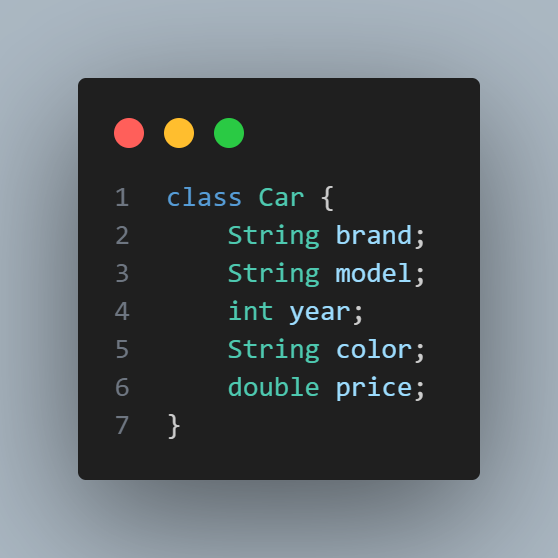 1 class Car {
2     String brand;
3     String model;
4     int year;
5     String color;
6     double price;
7 }